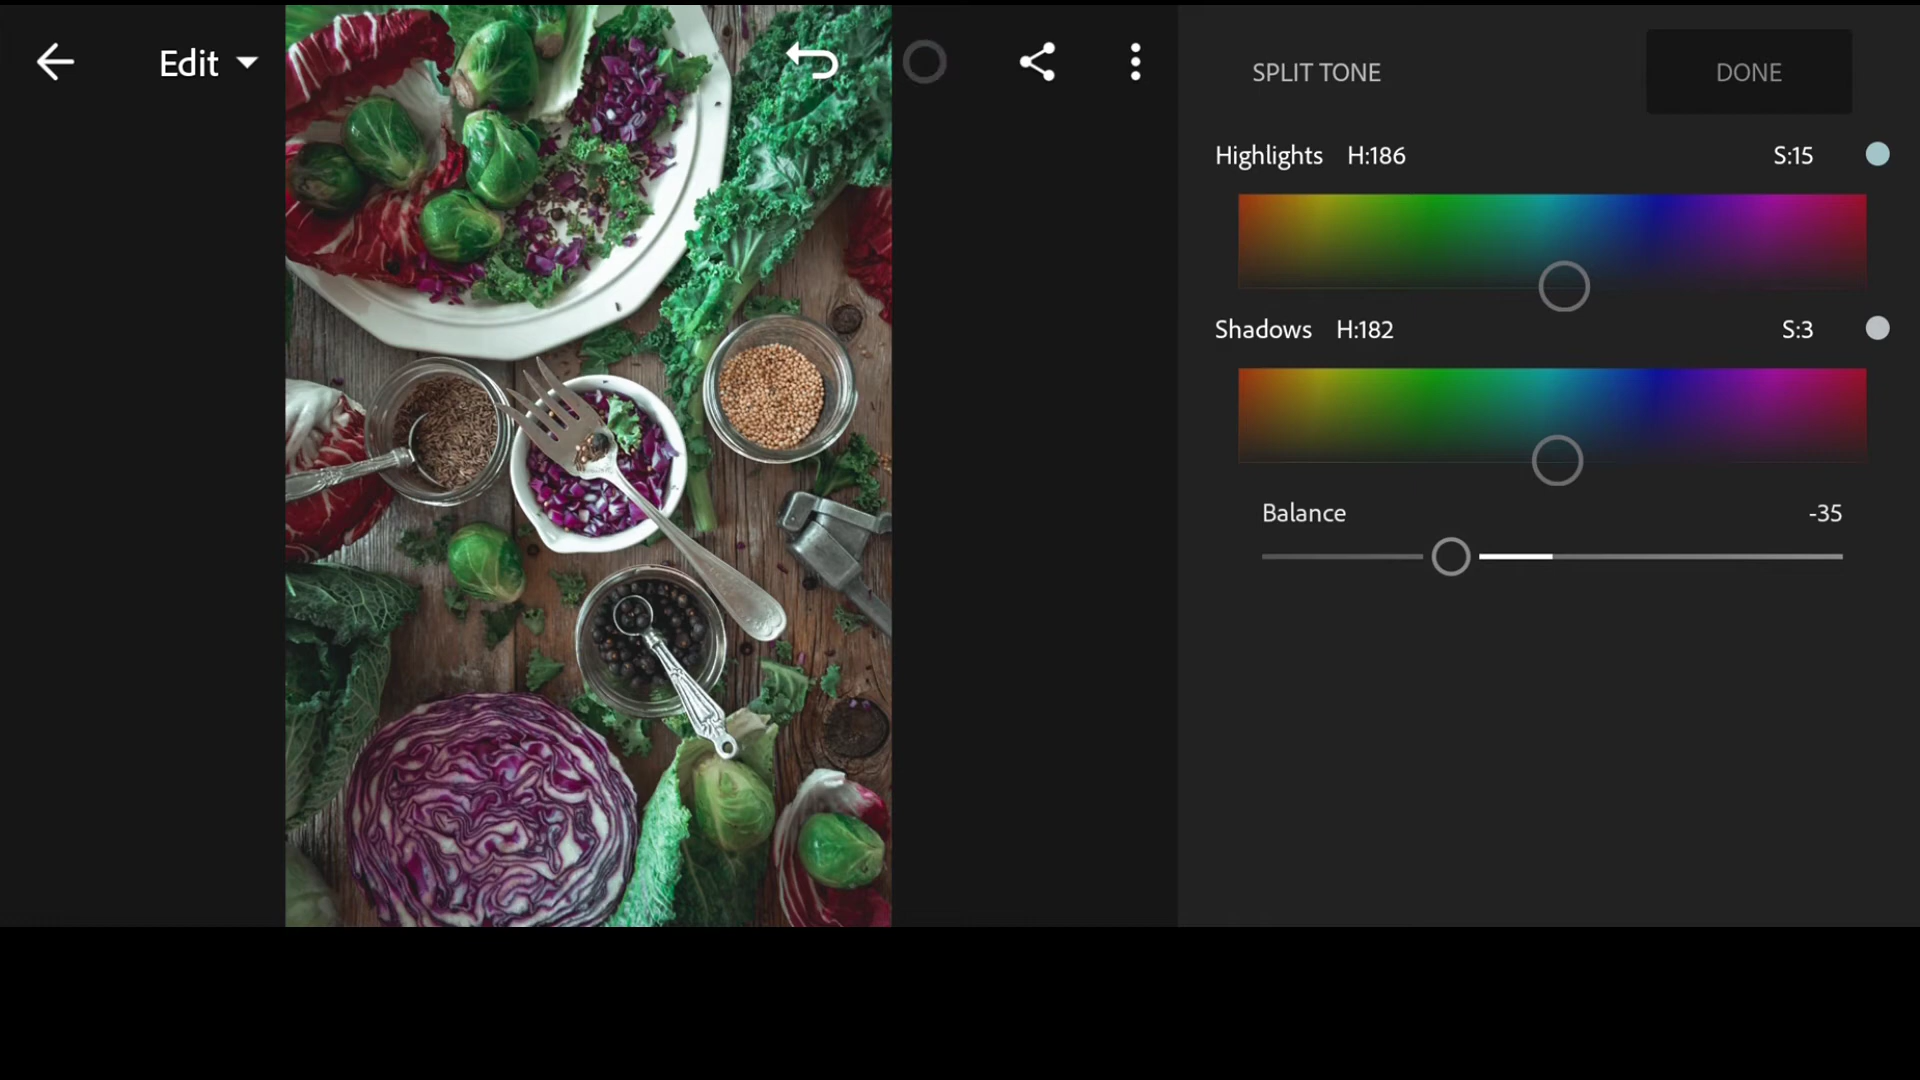 Edit
SPLIT TONE
DONE
Highlights H:186 S:15
Shadows H:182 S:3
Balance -35